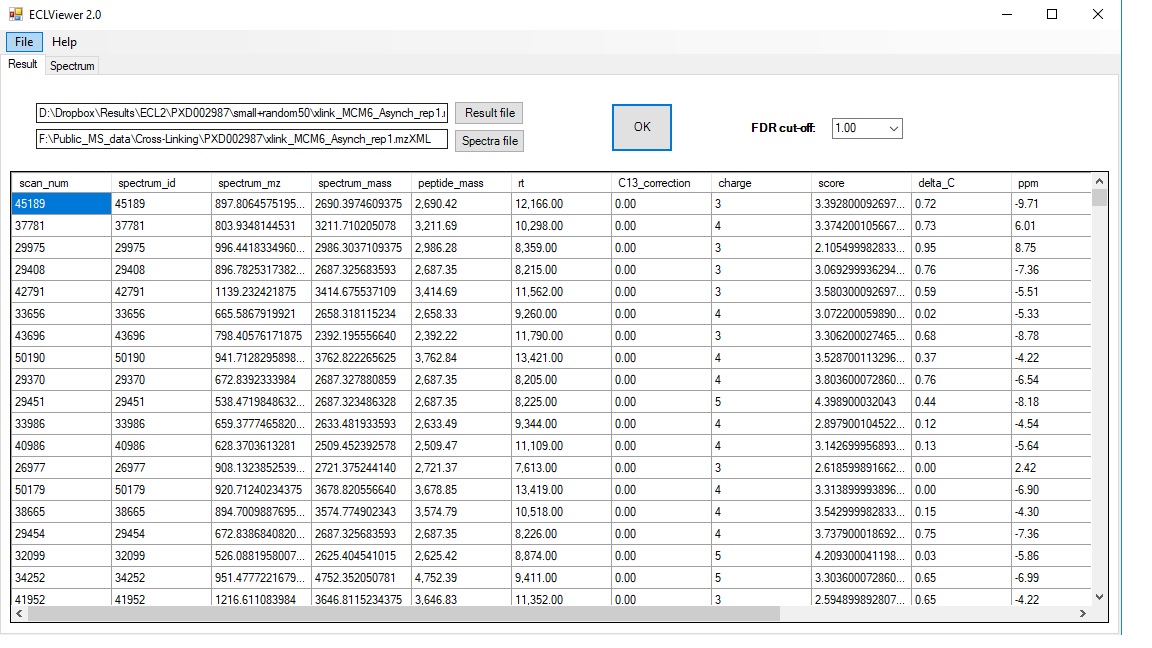 ECLViewer 2.0
File Help
Result Spectrum
D:\Dropbox\Results\ECL2\PXD002987\small+random50\xlink_MCM6_Asynch_rep1. Result file
OK
FDR cut-off: 1.00
F:\Public_MS_data\Cross-Linking\PXD002987\xlink_MCM6_Asynch_rep1.mzXML Spectra file
scan_num spectrum_id spectrum_mz spectrum_mass peptide_mass rt C13_correction charge score delta_C ppm
45189 45189 897.8064575195... 2690.3974609375 2,690.42 12,166.00 0.00 3 3.392800092697... 0.72 -9.71
37781 37781 803.9348144531 3211.710205078 3,211.69 10,298.00 0.00 4 3.374200105667... 0.73 6.01
29975 29975 996.4418334960... 2986.3037109375 2,986.28 8,359.00 0.00 3 2.105499982833... 0.95 8.75
29408 29408 896.7825317382... 2687.325683593 2,687.35 8,215.00 0.00 3 3.069299936294... 0.76 -7.36
42791 42791 1139.232421875 3414.675537109 3,414.69 11,562.00 0.00 3 3.580300092697... 0.59 -5.51
33656 33656 665.5867919921 2658.318115234 2,658.33 9,260.00 0.00 4 3.072200059890... 0.02 -5.33
43696 43696 798.40576171875 2392.195556640 2,392.22 11,790.00 0.00 3 3.306200027465... 0.68 -8.78
50190 50190 941.7128295898... 3762.822265625 3,762.84 13,421.00 0.00 4 3.528700113296... 0.37 -4.22
29370 29370 672.8392333984 2687.327880859 2,687.35 8,205.00 0.00 4 3.803600072860... 0.76 -6.54
29451 29451 538.4719848632... 2687.323486328 2,687.35 8,225.00 0.00 5 4.398900032043 0.44 -8.18
33986 33986 659.3777465820... 2633.481933593 2,633.49 9,344.00 0.00 4 2.897900104522... 0.12 -4.54
40986 40986 628.3703613281 2509.452392578 2,509.47 11,109.00 0.00 4 3.142699956893... 0.13 -5.64
26977 26977 908.1323852539... 2721.375244140 2,721.37 7,613.00 0.00 3 2.618599891662... 0.00 2.42
50179 50179 920.71240234375 3678.820556640 3,678.85 13,419.00 0.00 4 3.313899993896... 0.00 -6.90
38665 38665 894.7009887695... 3574.774902343 3,574.79 10,518.00 0.00 4 3.542999982833... 0.15 -4.30
29454 29454 672.8386840820... 2687.325683593 2,687.35 8,226.00 0.00 4 3.737900018692... 0.75 -7.36
32099 32099 526.0881958007... 2625.404541015 2,625.42 8,874.00 0.00 5 4.209300041198... 0.03 -5.86
34252 34252 951.4777221679... 4752.352050781 4,752.39 9,411.00 0.00 5 3.303600072860... 0.65 -6.99
41952 41952 1216.611083984 3646.8115234375 3,646.83 11,352.00 0.00 3 2.594899892807... 0.65 -4.22